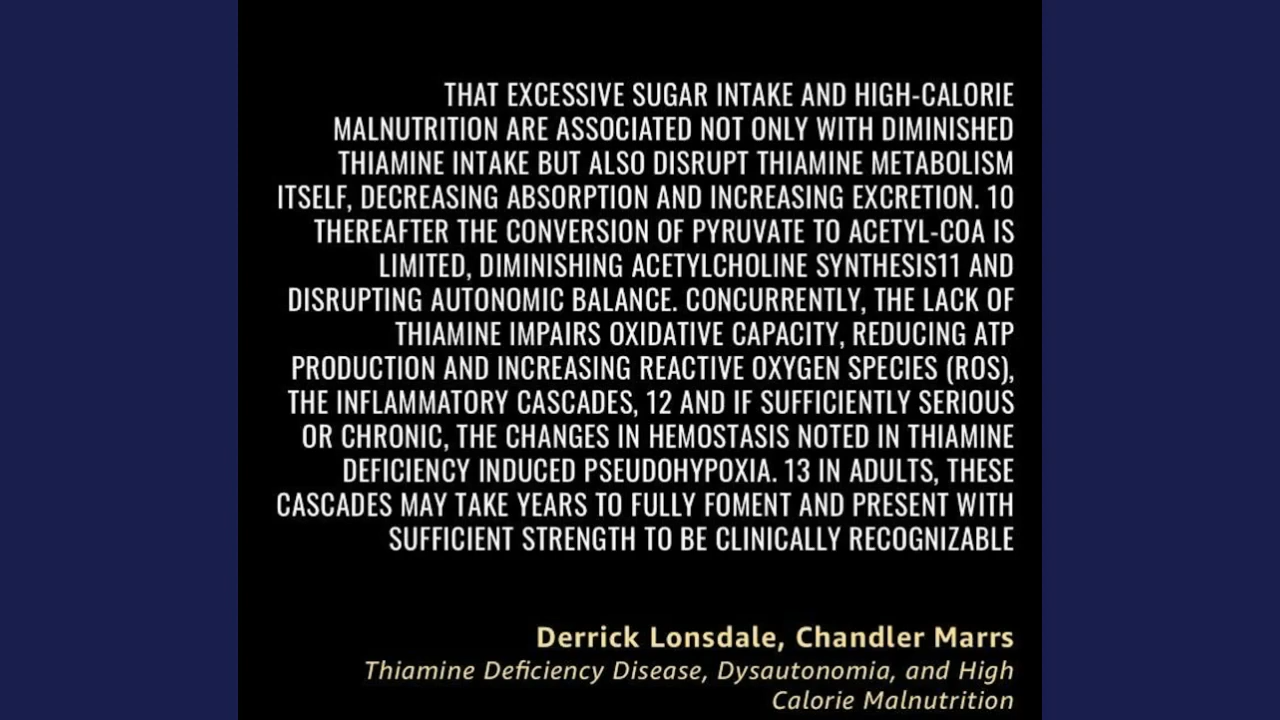 THAT EXCESSIVE SUGAR INTAKE AND HIGH-CALORIE
MALNUTRITION ARE ASSOCIATED NOT ONLY WITH DIMINISHED
THIAMINE INTAKE BUT ALSO DISRUPT THIAMINE METABOLISM
ITSELF, DECREASING ABSORPTION AND INCREASING EXCRETION. 10
THEREAFTER THE CONVERSION OF PYRUVATE TO ACETYL-COA IS
LIMITED, DIMINISHING ACETYLCHOLINE SYNTHESIS11 AND
DISRUPTING AUTONOMIC BALANCE. CONCURRENTLY, THE LACK OF
THIAMINE IMPAIRS OXIDATIVE CAPACITY, REDUCING ATP
PRODUCTION AND INCREASING REACTIVE OXYGEN SPECIES (ROS),
THE INFLAMMATORY CASCADES, 12 AND IF SUFFICIENTLY SERIOUS
OR CHRONIC, THE CHANGES IN HEMOSTASIS NOTED IN THIAMINE
DEFICIENCY INDUCED PSEUDOHYPOXIA. 13 IN ADULTS, THESE
CASCADES MAY TAKE YEARS TO FULLY FOMENT AND PRESENT WITH
SUFFICIENT STRENGTH TO BE CLINICALLY RECOGNIZABLE
Derrick Lonsdale, Chandler Marrs
Thiamine Deficiency Disease, Dysautonomia, and High
Calorie Malnutrition